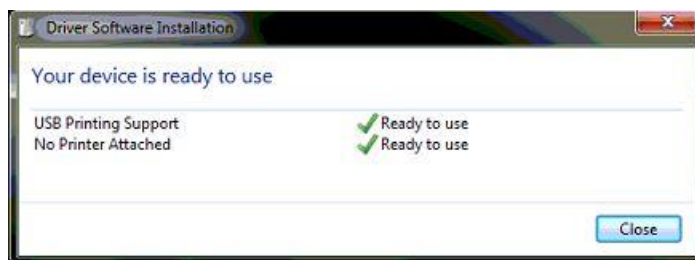 Driver Software Installation
Your device is ready to use
USB Printing Support Ready to use
No Printer Attached Ready to use
Close